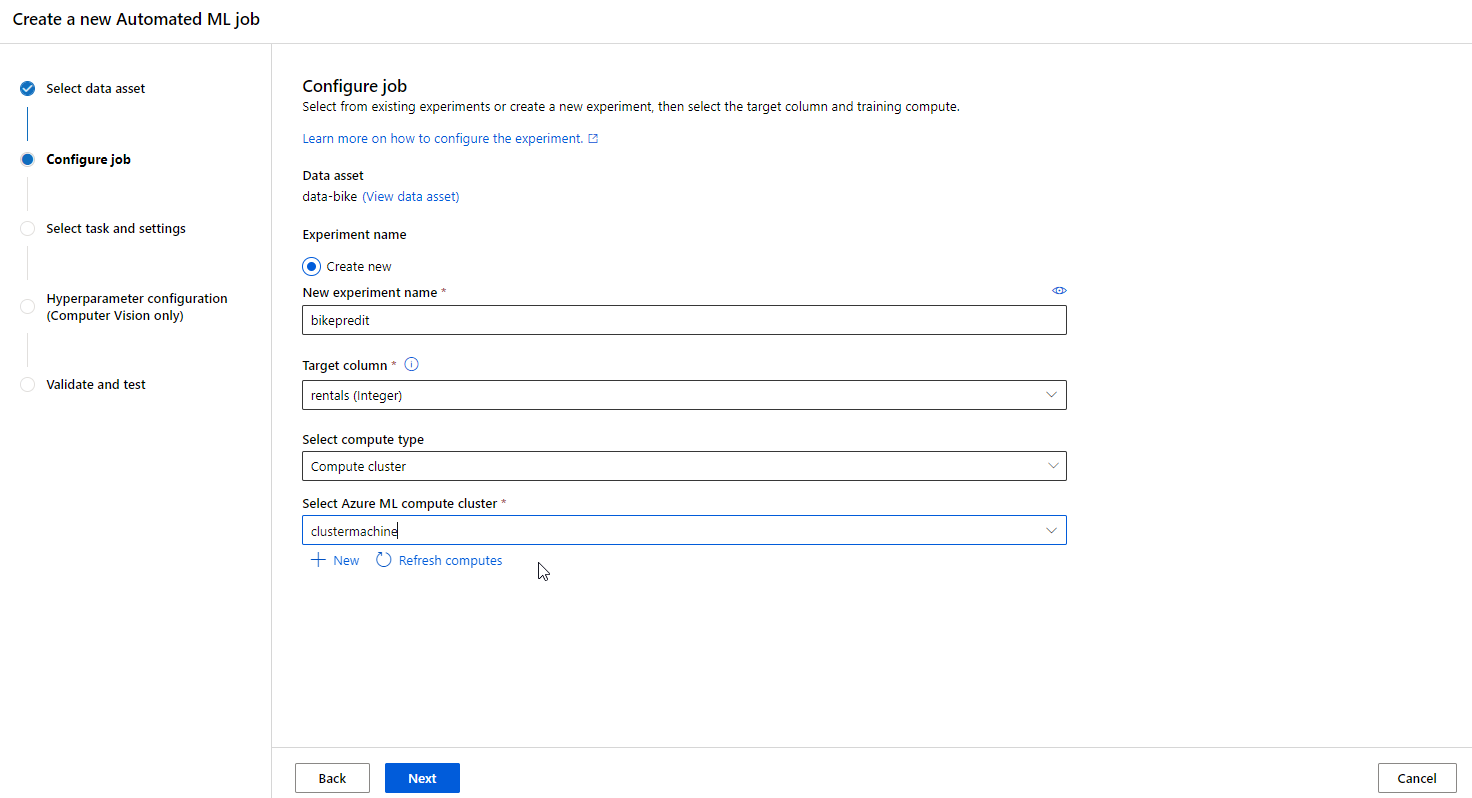 Create a new Automated ML job
Select data asset
Configure job
Select task and settings
Hyperparameter configuration
(Computer Vision only)
Validate and test
Configure job
Select from existing experiments or create a new experiment, then select the target column and training compute.
Learn more on how to configure the experiment.
Data asset
data-bike (View data asset)
Experiment name
Create new
New experiment name *
bikepredit
Target column *
rentals (Integer)
Select compute type
Compute cluster
Select Azure ML compute cluster *
clustermachine
New Refresh computes
Back Next Cancel